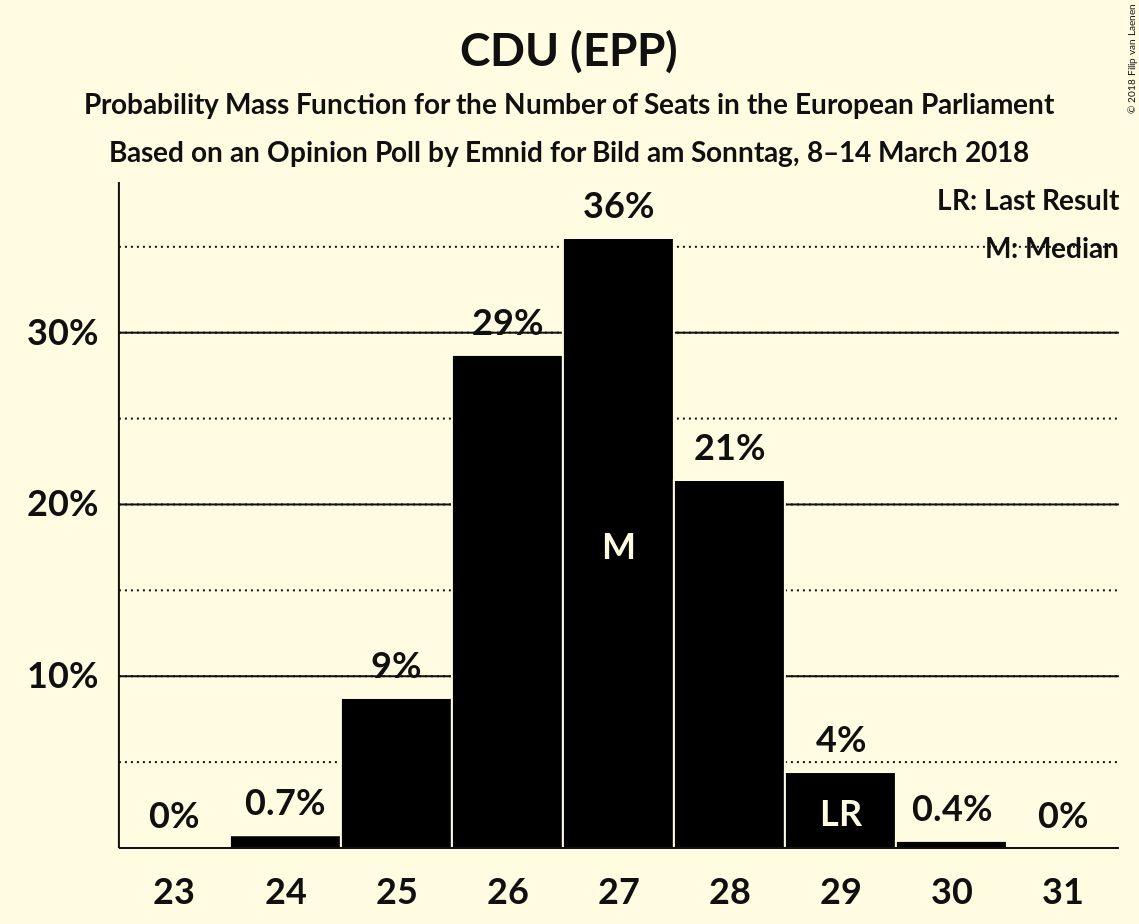 CDU (EPP)
Probability Mass Function for the Number of Seats in the European Parliament
Based on an Opinion Poll by Emnid for Bild am Sonntag, 8–14 March 2018
© 2018 Filip van Laenen
LR: Last Result
M: Median
30%
20%
10%
0%
0.7%
9%
29%
36%
21%
4%
0.4%
0%
M
LR
23 24 25 26 27 28 29 30 31